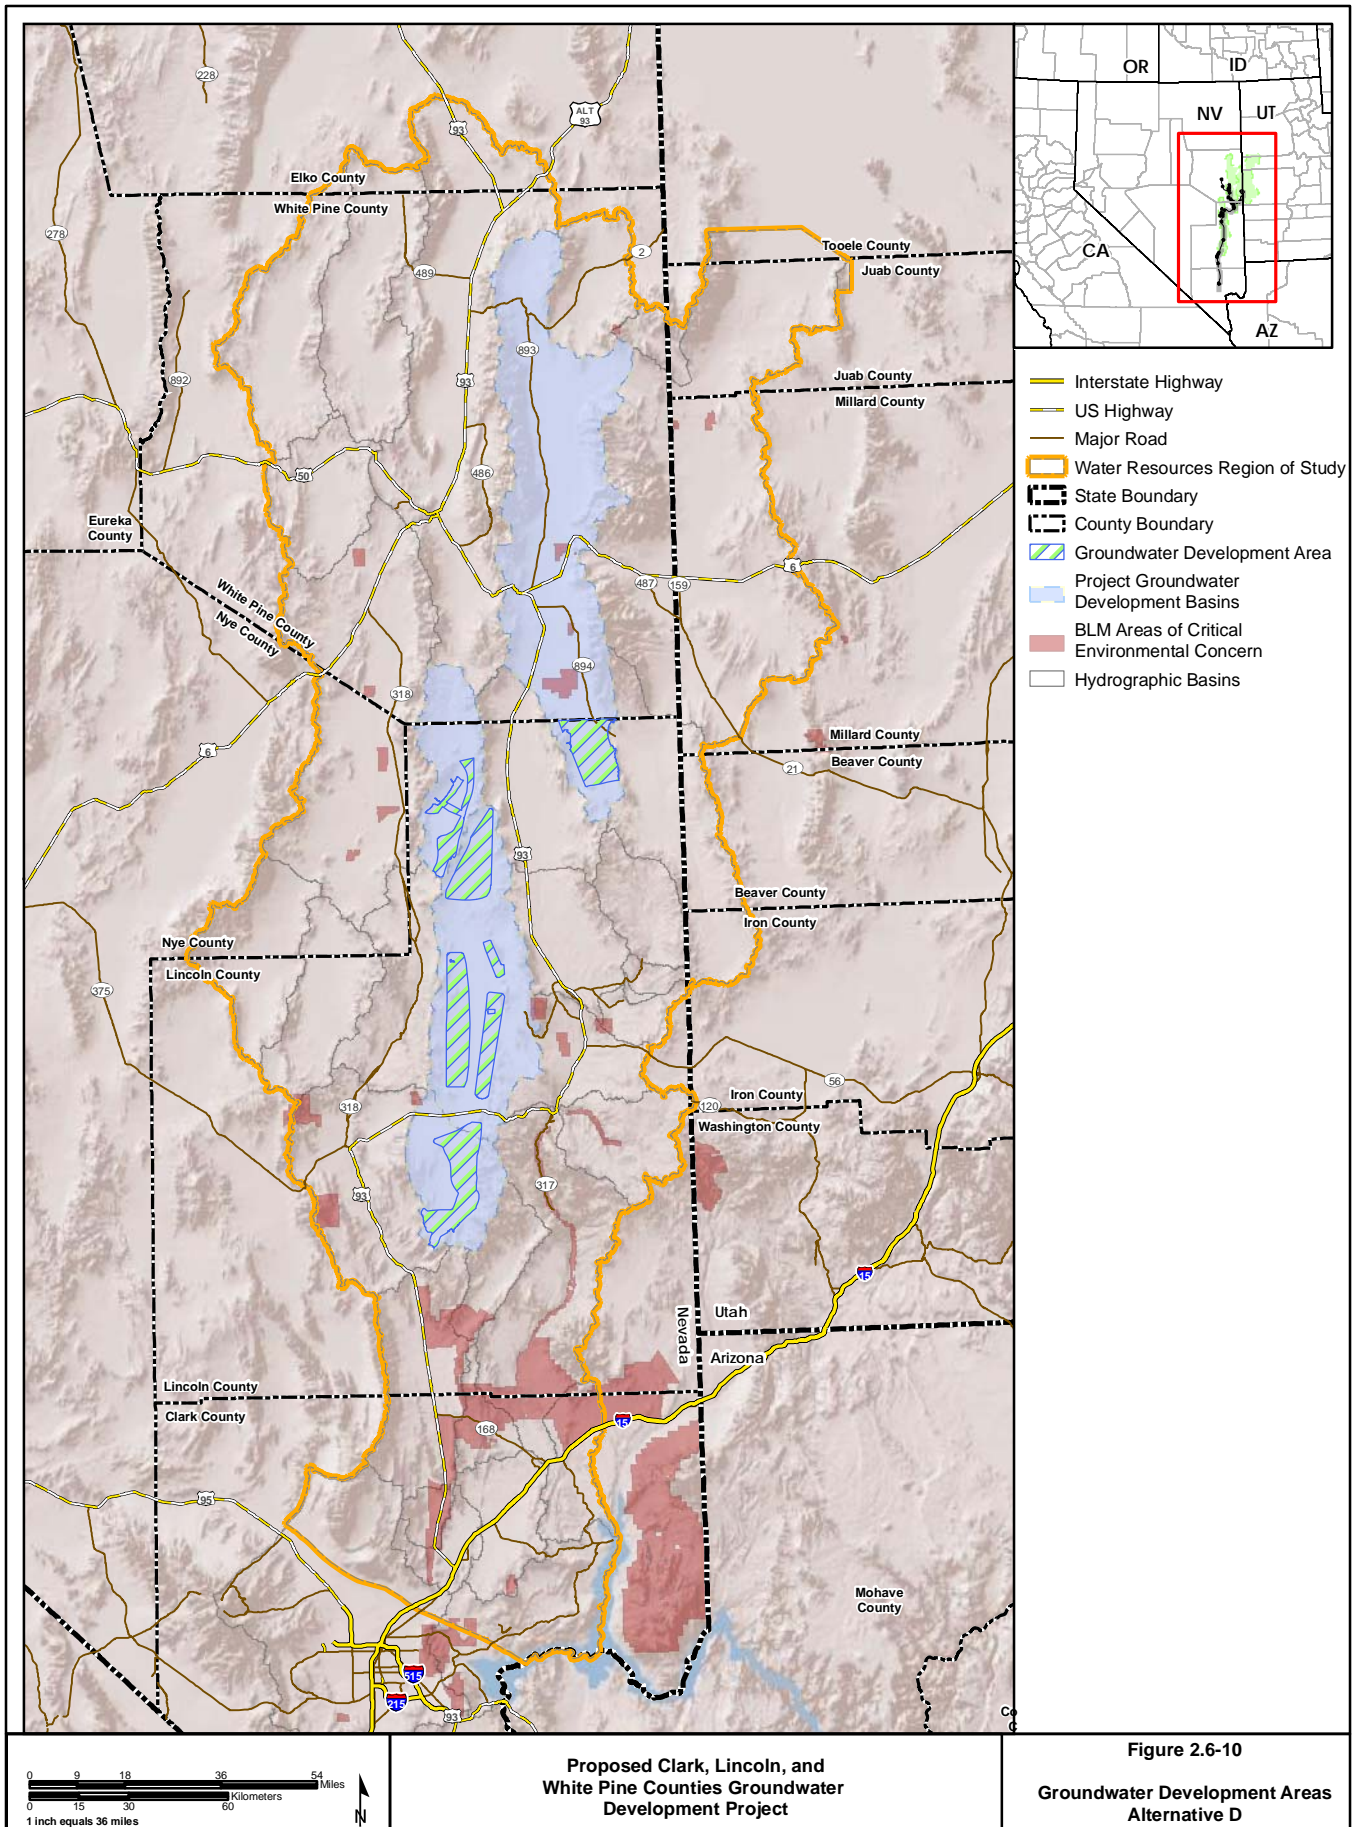 228
93
ALT
93
Elko County
White Pine County
278
489
2
Tooele County
Juab County
893
892
93
Juab County
Millard County
50
486
Eureka
County
6
487
159
White Pine County
Nye County
894
318
6
Millard County
Beaver County
21
93
Beaver County
Iron County
Nye County
Lincoln County
375
56
318
120
Iron County
Washington County
93
317
15
Nevada
Utah
Arizona
Lincoln County
Clark County
168
15
95
Mohave
County
515
215
93
Co
C
OR
ID
NV
UT
CA
AZ
Interstate Highway
US Highway
Major Road
Water Resources Region of Study
State Boundary
County Boundary
Groundwater Development Area
Project Groundwater
Development Basins
BLM Areas of Critical
Environmental Concern
Hydrographic Basins
0 9 18 36 54
Miles
Kilometers
0 15 30 60
1 inch equals 36 miles
N
Proposed Clark, Lincoln, and
White Pine Counties Groundwater
Development Project
Figure 2.6-10
Groundwater Development Areas
Alternative D